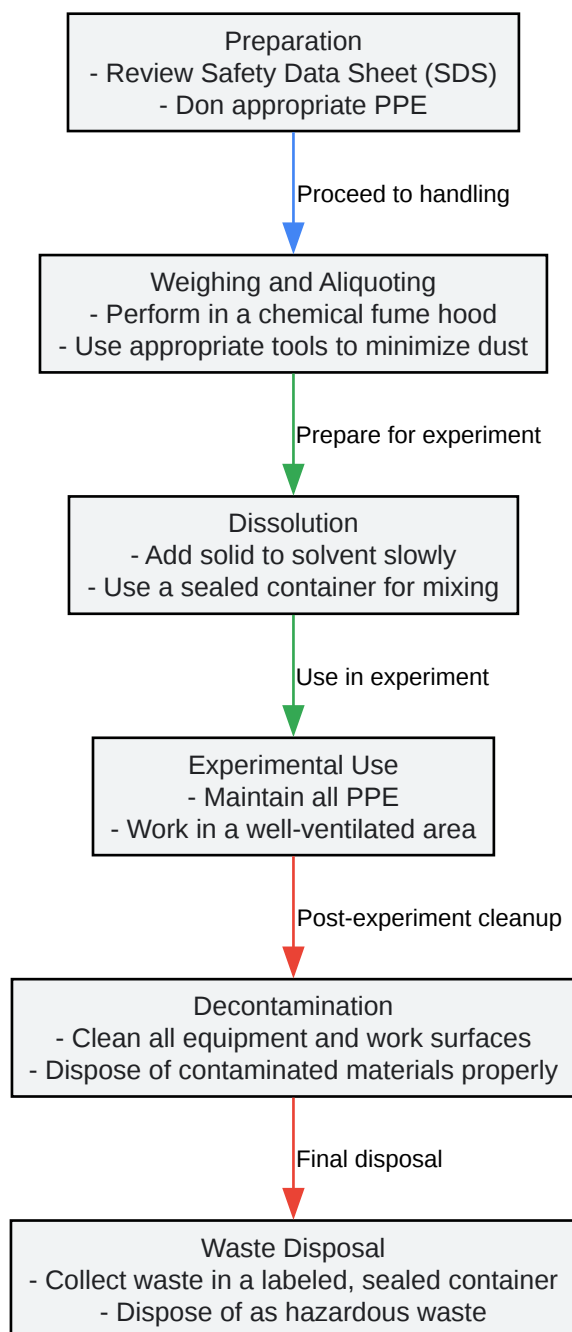 Preparation
- Review Safety Data Sheet (SDS)
- Don appropriate PPE
Proceed to handling
Weighing and Aliquoting
- Perform in a chemical fume hood
- Use appropriate tools to minimize dust
Prepare for experiment
Dissolution
- Add solid to solvent slowly
- Use a sealed container for mixing
Use in experiment
Experimental Use
- Maintain all PPE
- Work in a well-ventilated area
Post-experiment cleanup
Decontamination
- Clean all equipment and work surfaces
- Dispose of contaminated materials properly
Final disposal
Waste Disposal
- Collect waste in a labeled, sealed container
- Dispose of as hazardous waste